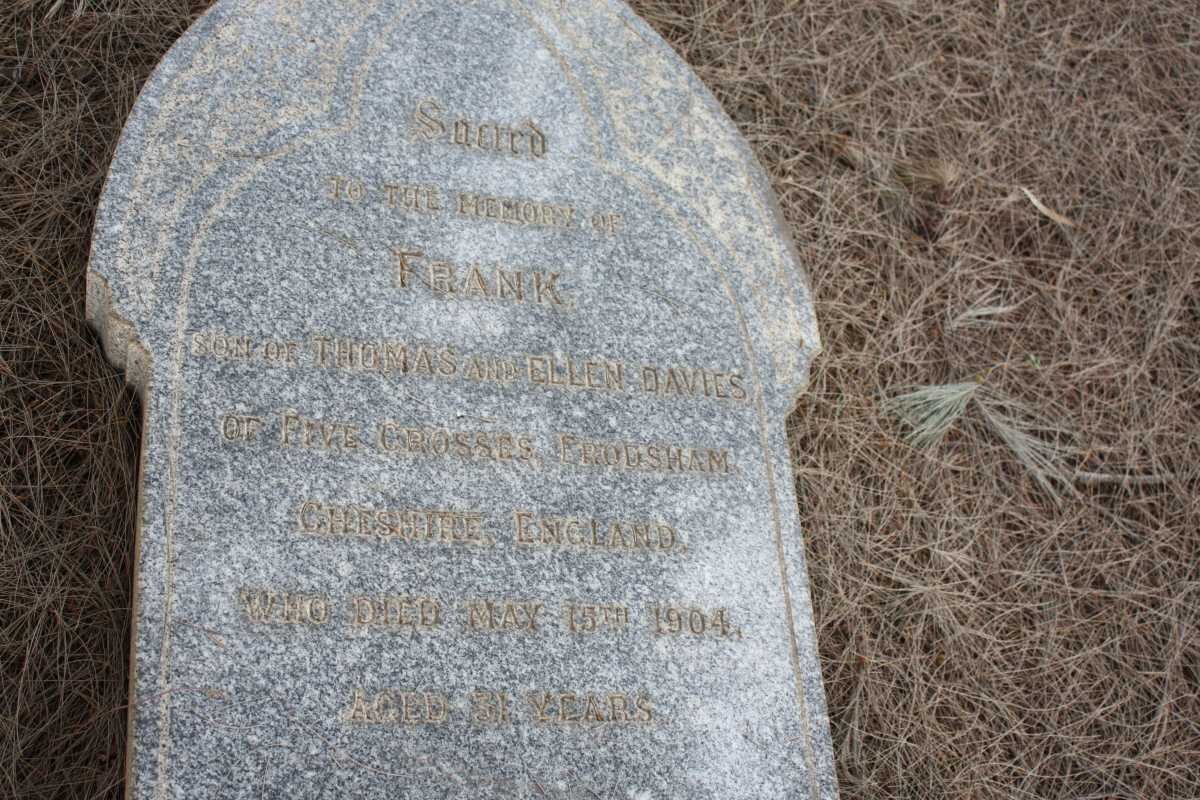 Sacred
TO THE MEMORY OF
FRANK,
SON OF THOMAS AND ELLEN DAVIES,
OF FIVE CROSSES, FRODSHAM,
CHESHIRE, ENGLAND,
WHO DIED MAY 15TH 1904,
AGED 31 YEARS.